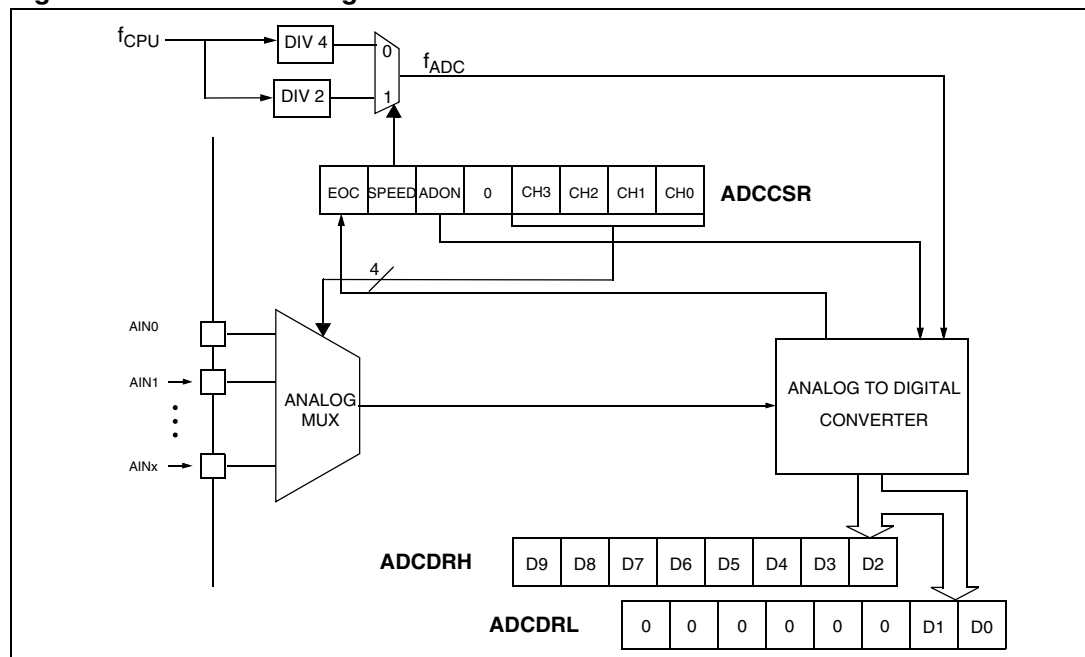 fCPU
DIV 4
0
fADC
DIV 2
1
EOC SPEED ADON 0 CH3 CH2 CH1 CH0 ADCCSR
4
AIN0
AIN1
ANALOG
MUX
AINx
ANALOG TO DIGITAL
CONVERTER
ADCDRH D9 D8 D7 D6 D5 D4 D3 D2
ADCDRL 0 0 0 0 0 0 D1 D0